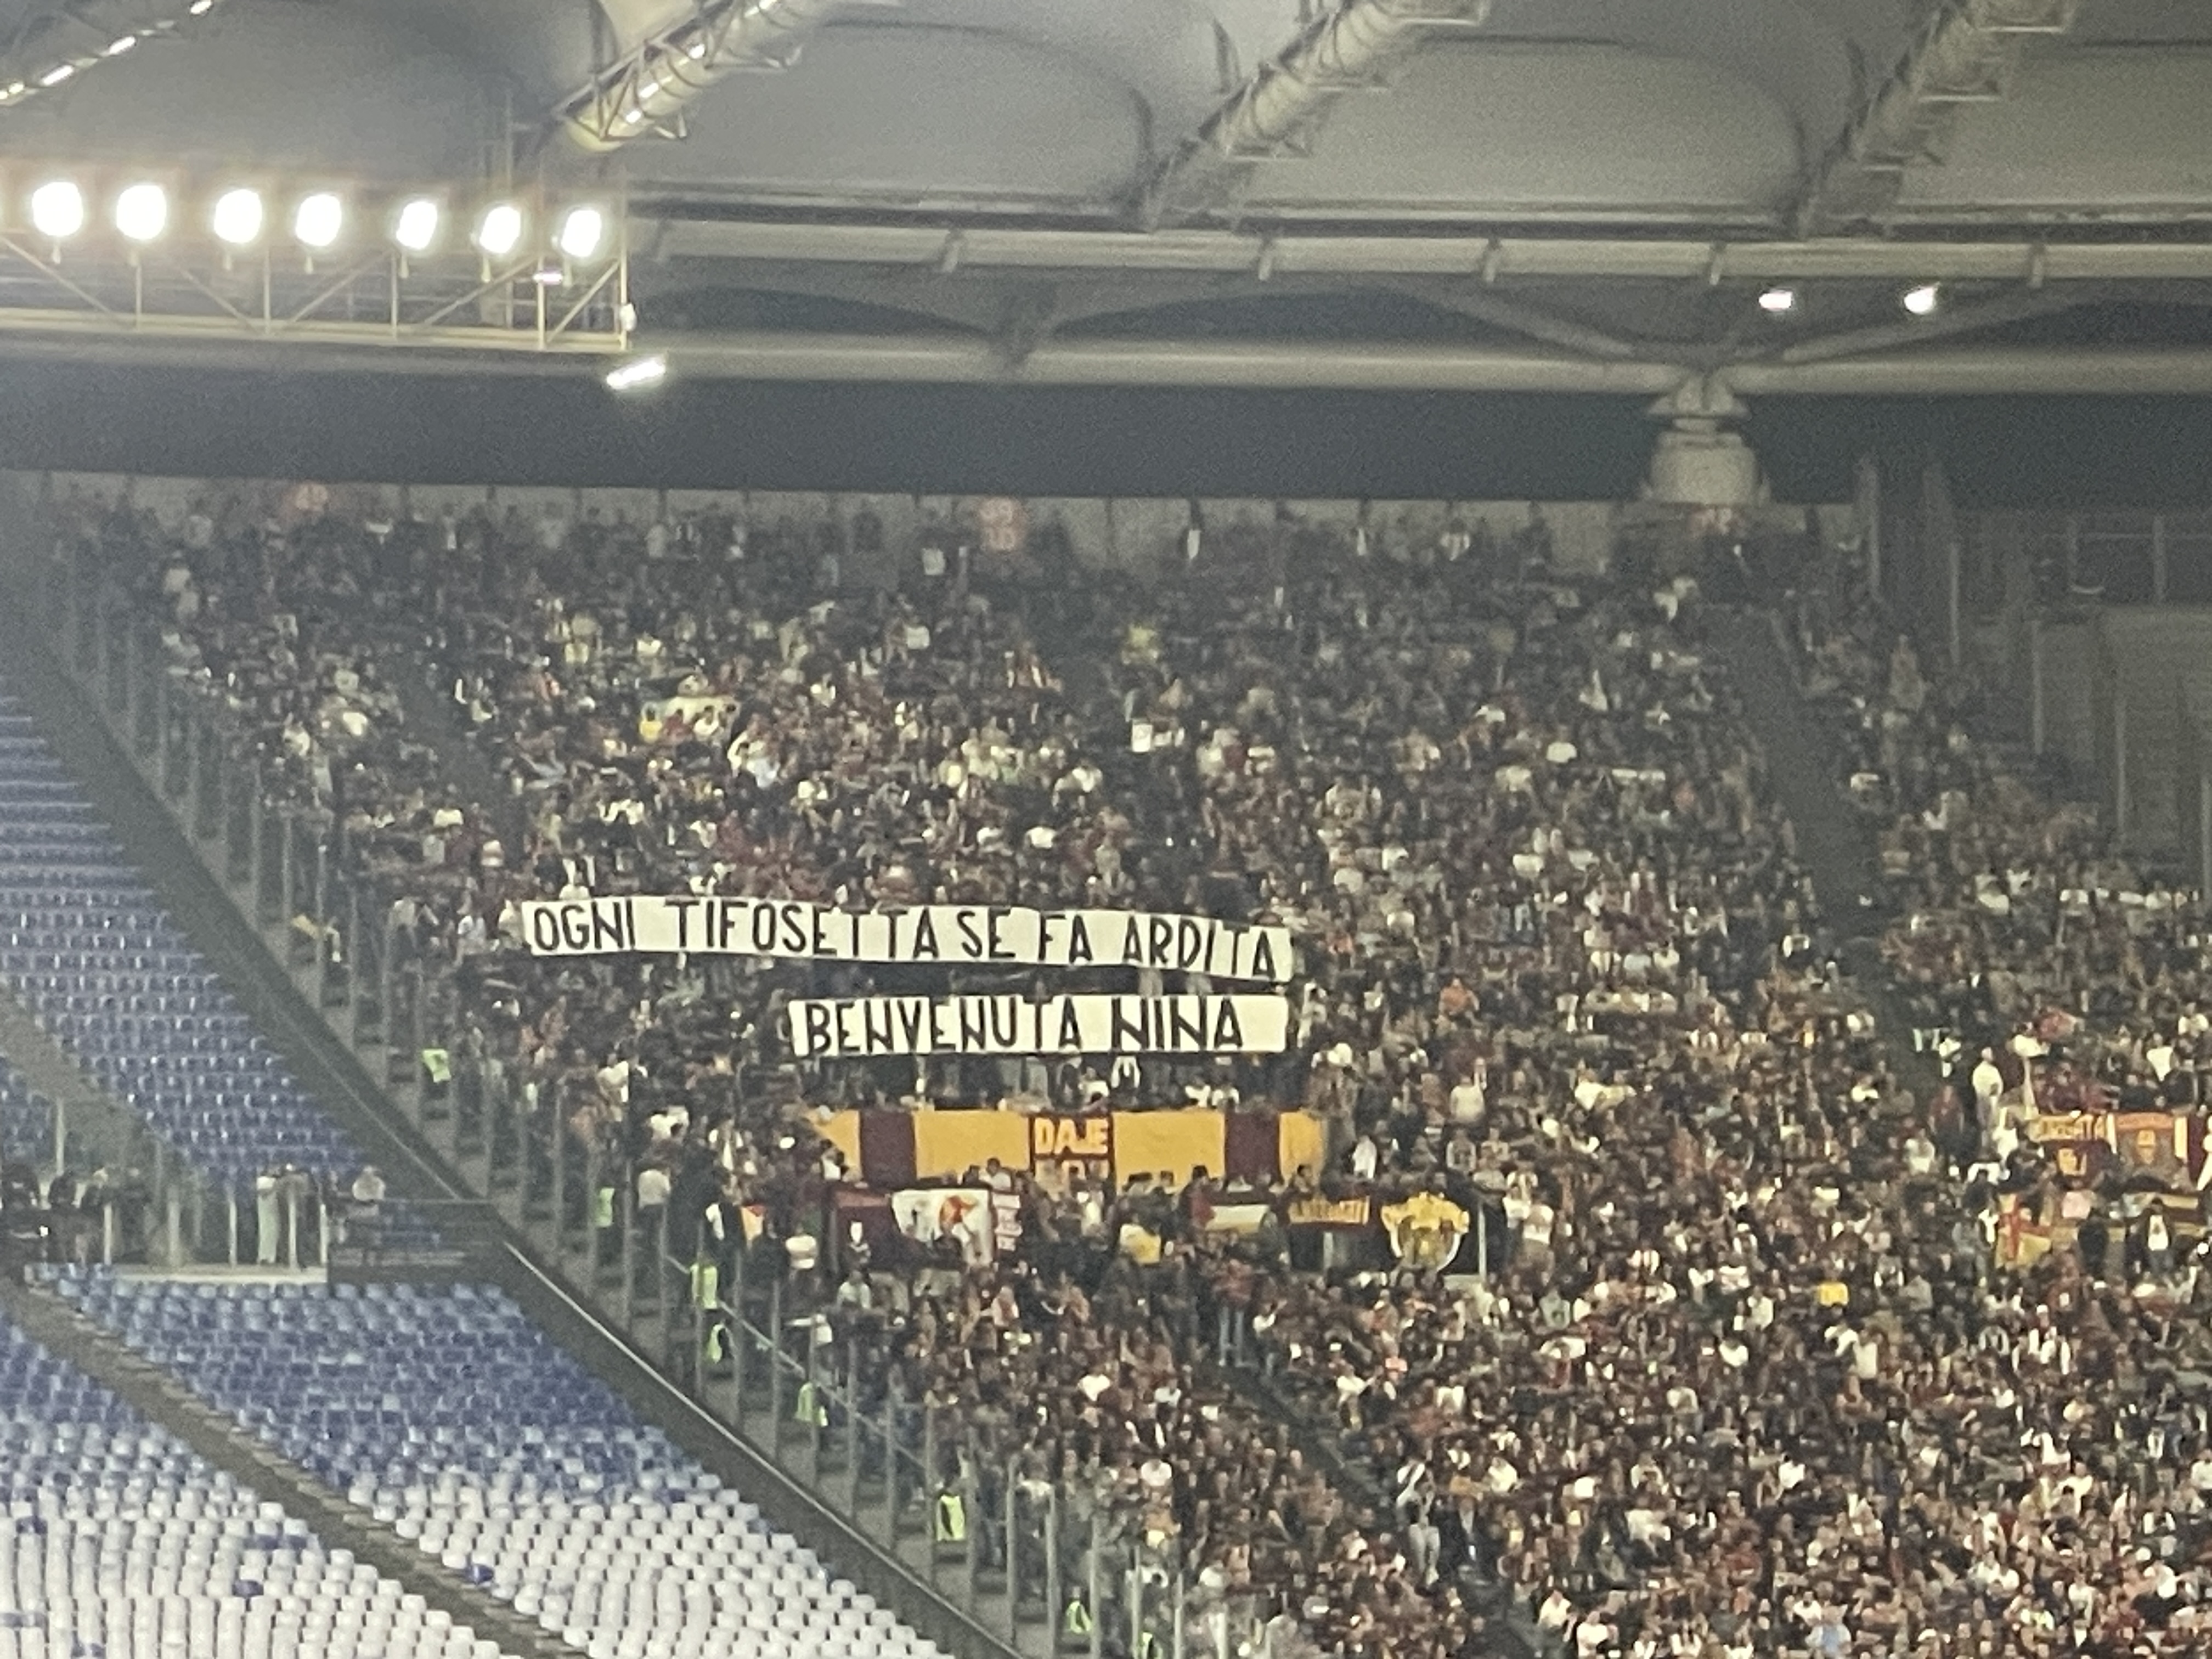 OGNI TIFOSETTA SE FA ARDITA
BENVENUTA NINA
DAJE